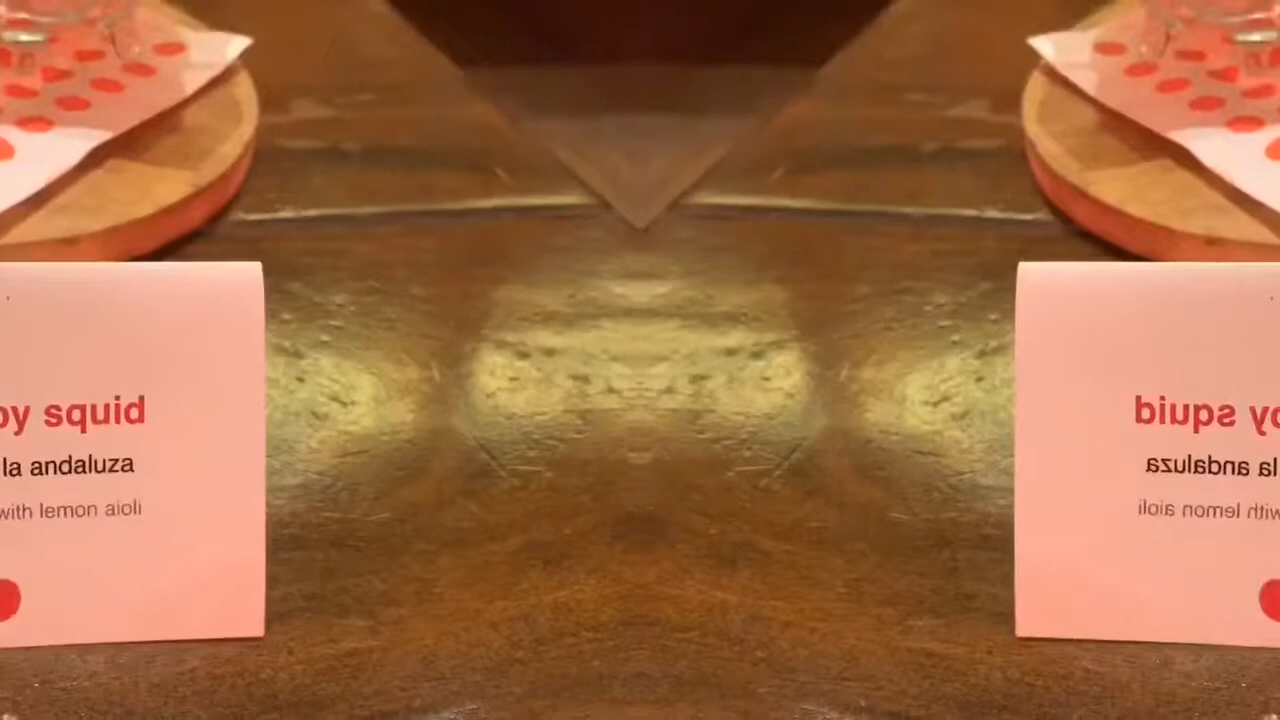 squid
la andaluza
with lemon aioli
squid
la andaluza
with lemon aioli